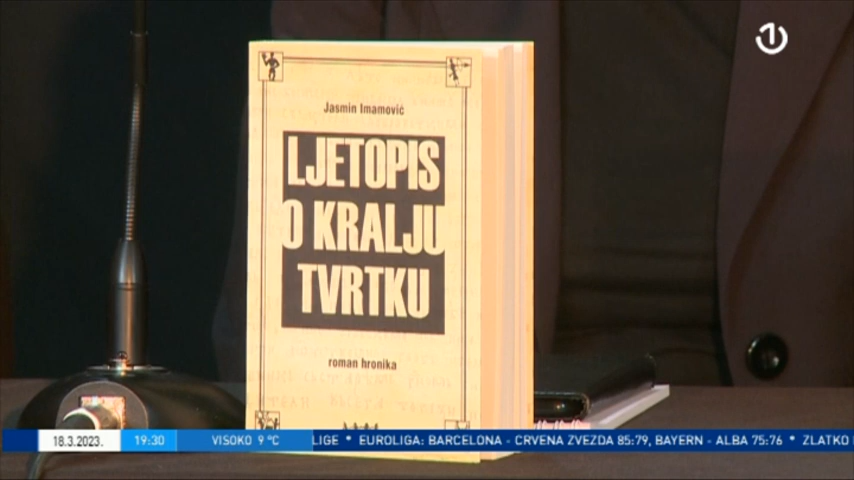 Jasmin Imamović
LJETOPIS
O KRALJU
TVRTKU
roman hronika
18.3.2023. 19:30 VISOKO 9 °C LIGE * EUROLIGA: BARCELONA - CRVENA ZVEZDA 85:79, BAYERN - ALBA 75:76 * ZLATKO